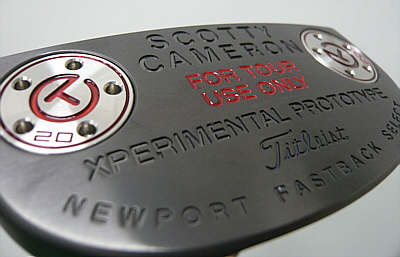 SCOTTY
CAMERON
FOR TOUR
USE ONLY
XPERIMENTAL PROTOTYPE
Titleist
NEWPORT FASTBACK SELECT
20